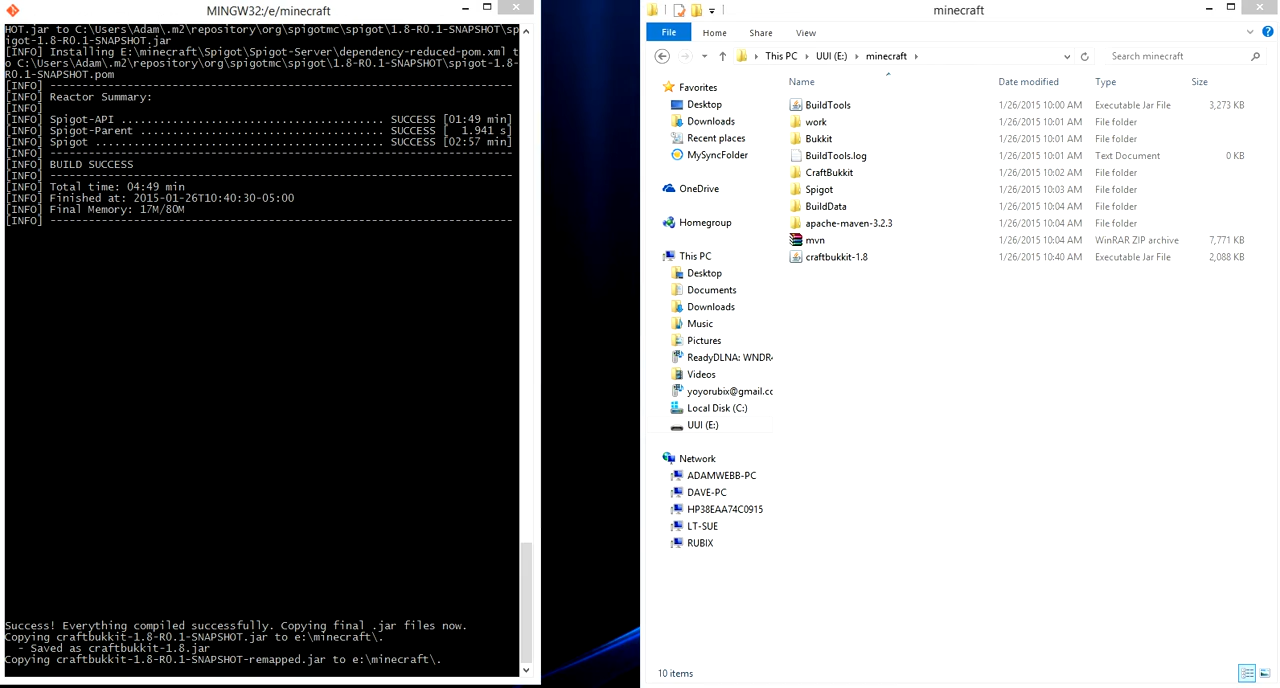 MINGW32:/e/minecraft
HOT.jar to C:\Users\Adam\.m2\repository\org\spigotmc\spigot\1.8-R0.1-SNAPSHOT\sp
igot-1.8-R0.1-SNAPSHOT.jar
[INFO] Installing E:\minecraft\Spigot\Spigot-Server\dependency-reduced-pom.xml t
o C:\Users\Adam\.m2\repository\org\spigotmc\spigot\1.8-R0.1-SNAPSHOT\spigot-1.8-
R0.1-SNAPSHOT.pom
[INFO] ------------------------------------------------------------------------
[INFO] Reactor Summary:
[INFO]
[INFO] Spigot-API ........................................ SUCCESS [01:49 min]
[INFO] Spigot-Parent ..................................... SUCCESS [  1.941 s]
[INFO] Spigot ............................................ SUCCESS [02:57 min]
[INFO] ------------------------------------------------------------------------
[INFO] BUILD SUCCESS
[INFO] ------------------------------------------------------------------------
[INFO] Total time: 04:49 min
[INFO] Finished at: 2015-01-26T10:40:30-05:00
[INFO] Final Memory: 17M/80M
[INFO] ------------------------------------------------------------------------
Success! Everything compiled successfully. Copying final .jar files now.
Copying craftbukkit-1.8-R0.1-SNAPSHOT.jar to e:\minecraft\.
  - Saved as craftbukkit-1.8.jar
Copying craftbukkit-1.8-R0.1-SNAPSHOT-remapped.jar to e:\minecraft\.
minecraft
File Home Share View
This PC UUI (E:) minecraft Search minecraft
Favorites
Desktop
Downloads
Recent places
MySyncFolder
OneDrive
Homegroup
This PC
Desktop
Documents
Downloads
Music
Pictures
ReadyDLNA: WNDR4
Videos
yoyorubix@gmail.cc
Local Disk (C:)
UUI (E:)
Network
ADAMWEBB-PC
DAVE-PC
HP38EAA74C0915
LT-SUE
RUBIX
Name Date modified Type Size
BuildTools 1/26/2015 10:00 AM Executable Jar File 3,273 KB
work 1/26/2015 10:01 AM File folder
Bukkit 1/26/2015 10:01 AM File folder
BuildTools.log 1/26/2015 10:01 AM Text Document 0 KB
CraftBukkit 1/26/2015 10:02 AM File folder
Spigot 1/26/2015 10:03 AM File folder
BuildData 1/26/2015 10:04 AM File folder
apache-maven-3.2.3 1/26/2015 10:04 AM File folder
mvn 1/26/2015 10:04 AM WinRAR ZIP archive 7,771 KB
craftbukkit-1.8 1/26/2015 10:40 AM Executable Jar File 2,088 KB
10 items